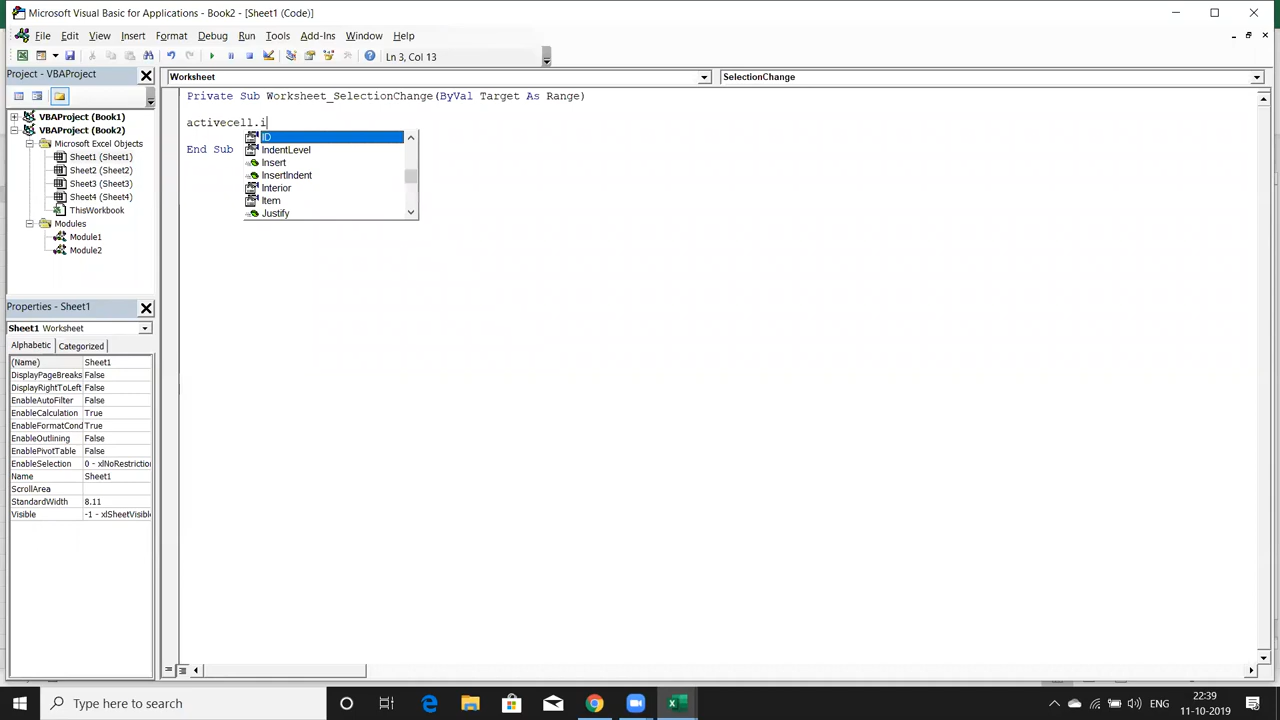 Microsoft Visual Basic for Applications - Book2 - [Sheet1 (Code)]
File Edit View Insert Format Debug Run Tools Add-Ins Window Help
Ln 3, Col 13
Project - VBAProject
Worksheet
SelectionChange
VBAProject (Book1)
VBAProject (Book2)
Microsoft Excel Objects
Sheet1 (Sheet1)
Sheet2 (Sheet2)
Sheet3 (Sheet3)
Sheet4 (Sheet4)
ThisWorkbook
Modules
Module1
Module2
Private Sub Worksheet_SelectionChange(ByVal Target As Range)
activecell.i
End Sub
ID
IndentLevel
Insert
InsertIndent
Interior
Item
Justify
Properties - Sheet1
Sheet1 Worksheet
Alphabetic Categorized
(Name) Sheet1
DisplayPageBreaks False
DisplayRightToLeft False
EnableAutoFilter False
EnableCalculation True
EnableFormatCond True
EnableOutlining False
EnablePivotTable False
EnableSelection 0 - xlNoRestriction
Name Sheet1
ScrollArea
StandardWidth 8.11
Visible -1 - xlSheetVisible
Type here to search
ENG
22:39
11-10-2019